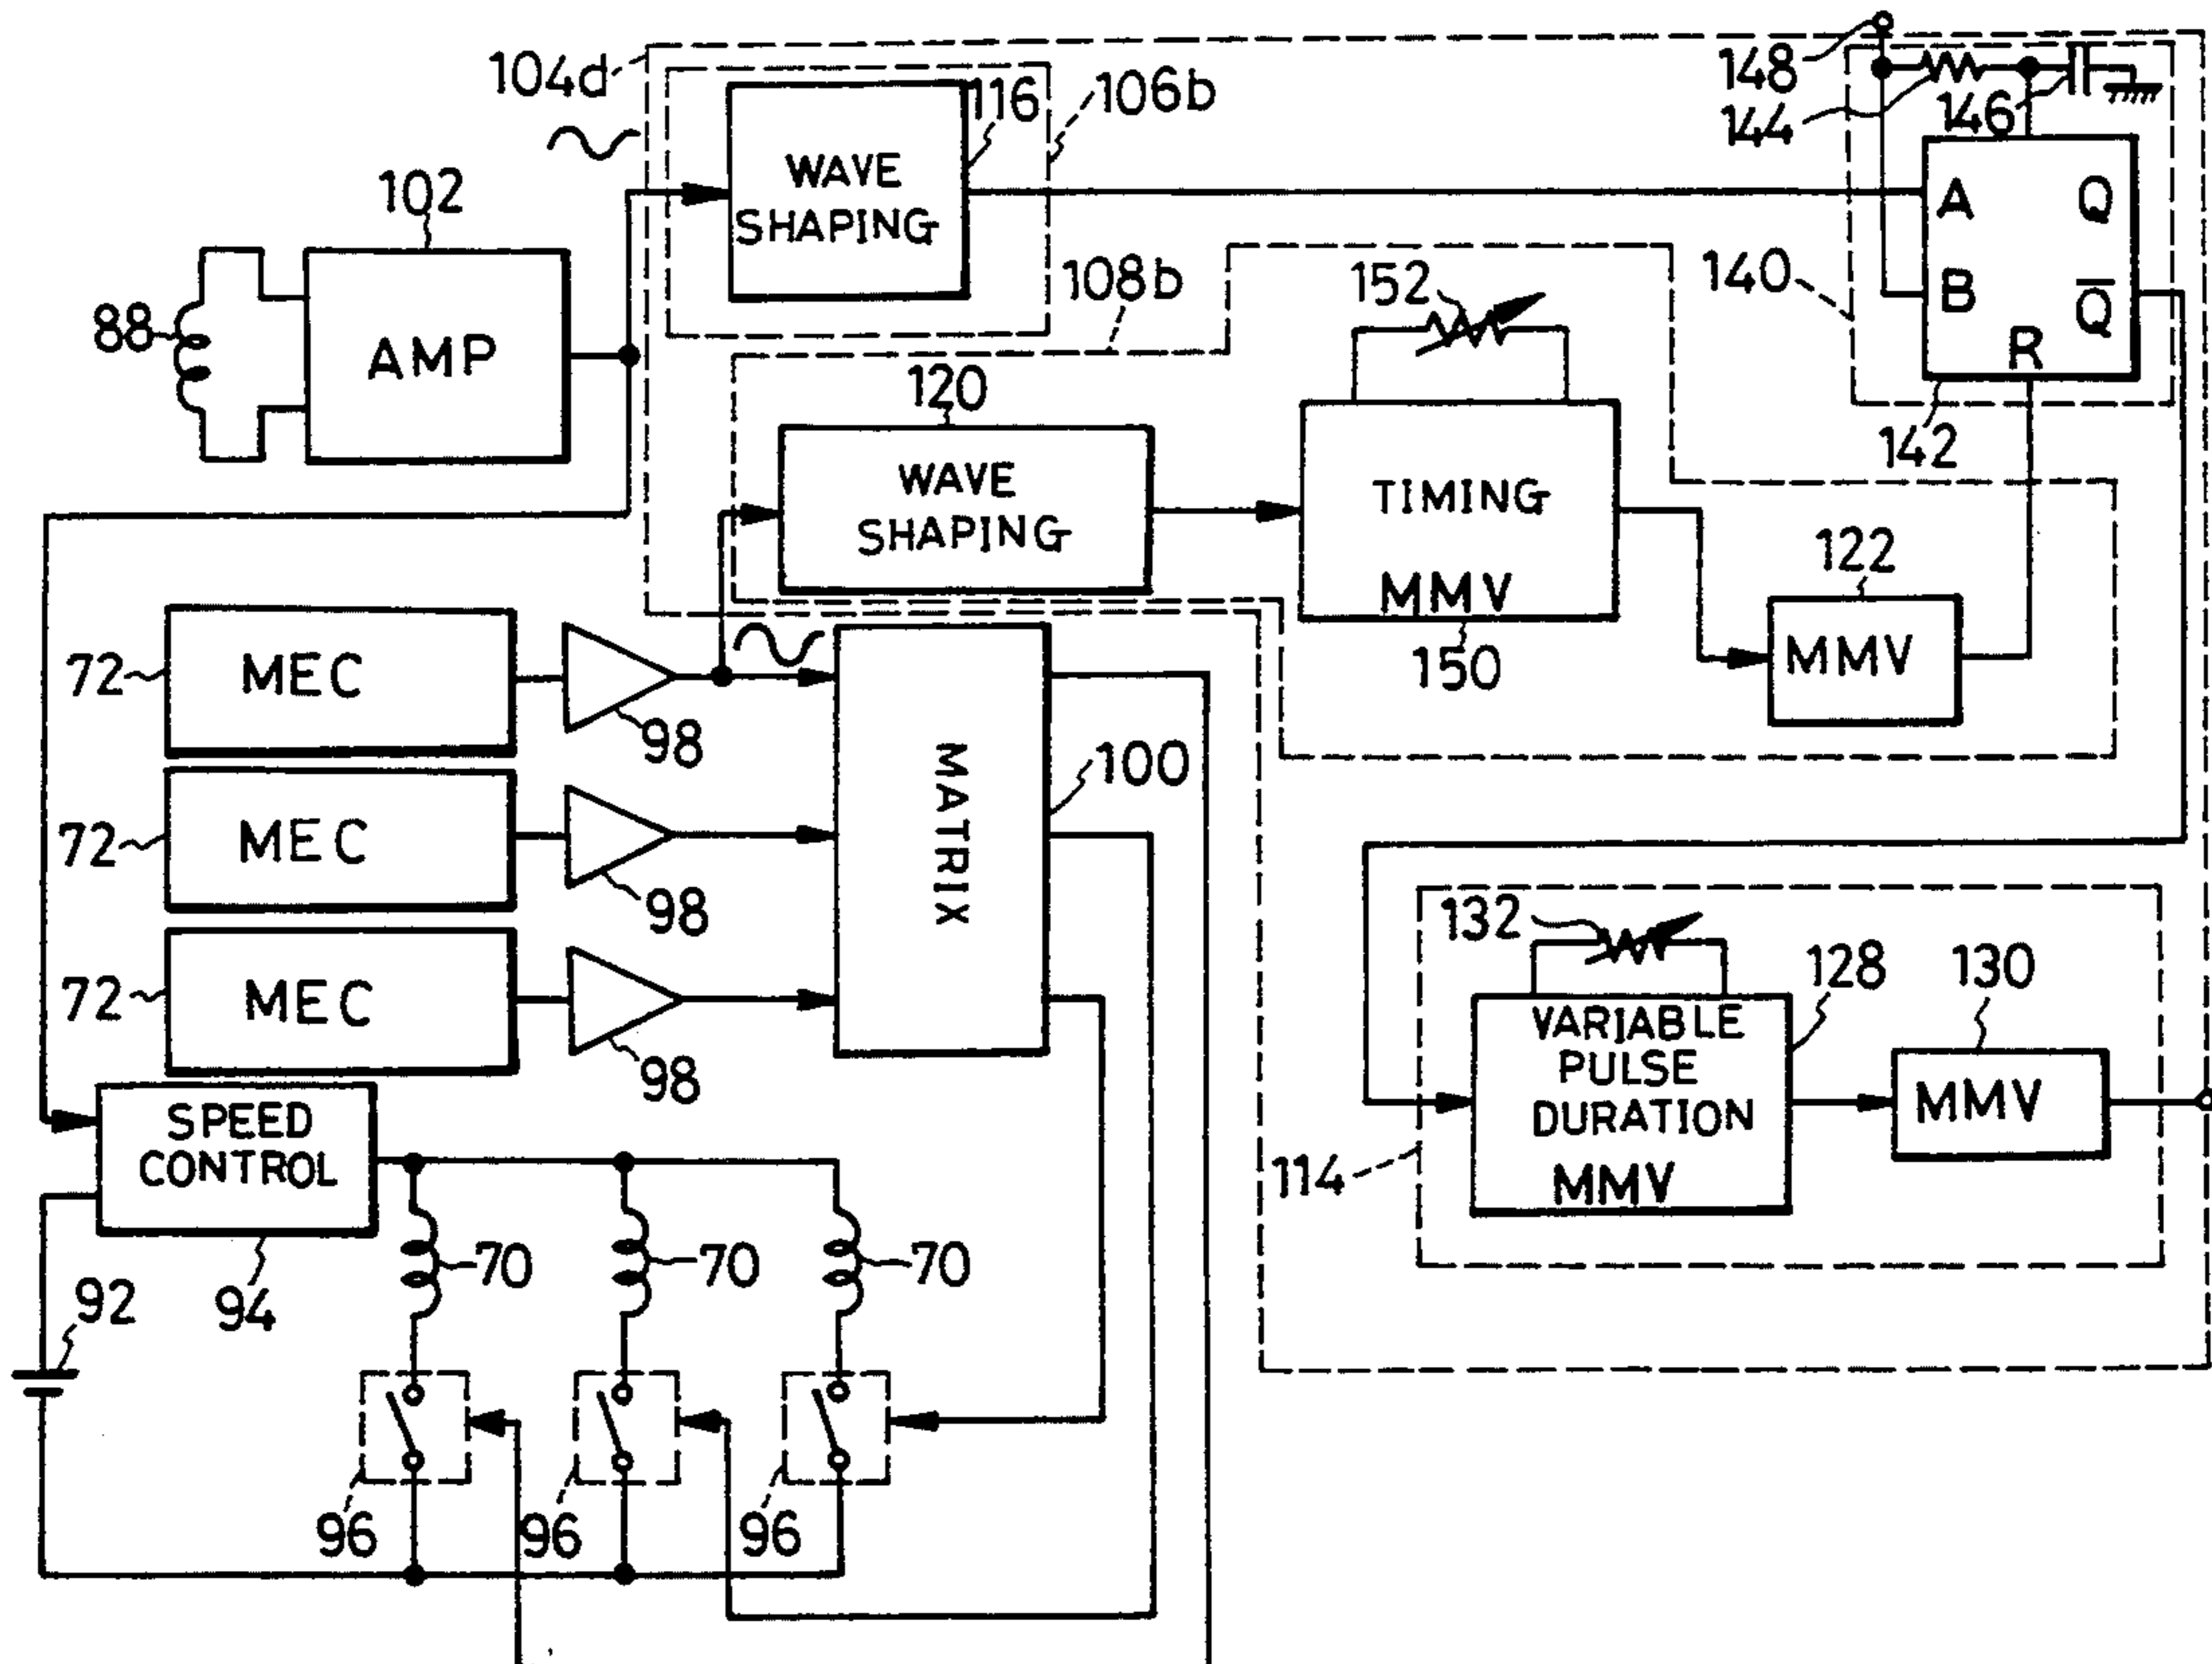 104d
116
106b
148
144
146
WAVE
SHAPING
102
A
Q
B
Q̅
R
140
142
88
AMP
108b
152
120
WAVE
SHAPING
TIMING
MMV
150
122
MMV
72
MEC
98
72
MEC
98
72
MEC
98
MATRIX
100
132
128
130
VARIABLE
PULSE
DURATION
MMV
MMV
114
SPEED
CONTROL
94
92
70
70
70
96
96
96